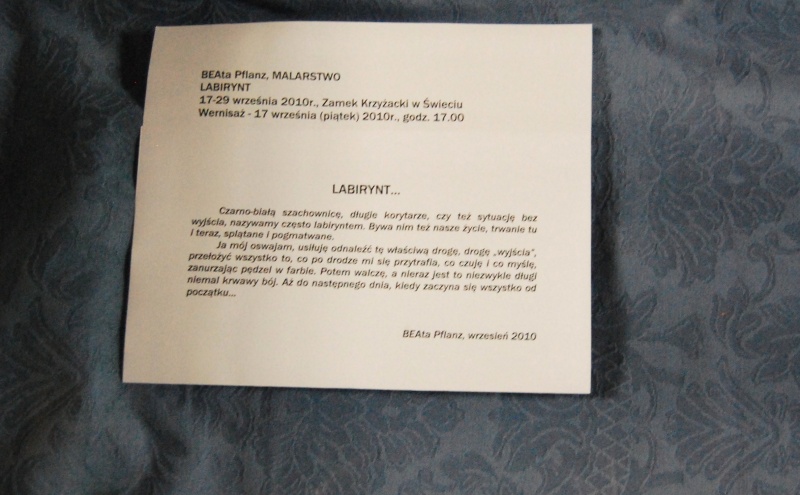 BEAta Pflanz, MALARSTWO
LABIRYNT
17-29 września 2010r., Zamek Krzyżacki w Świeciu
Wernisaż - 17 września (piątek) 2010r., godz. 17.00
LABIRYNT...
Czarno-białą szachownicę, długie korytarze, czy też sytuację bez
wyjścia, nazywamy często labiryntem. Bywa nim też nasze życie, trwanie tu
i teraz, splątane i pogmatwane.
Ja mój oswajam, usiłuję odnaleźć tę właściwą drogę, drogę „wyjścia",
przełożyć wszystko to, co po drodze mi się przytrafia, co czuję i co myślę,
zanurzając pędzel w farbie. Potem walczę, a nieraz jest to niezwykle długi
niemal krwawy bój. Aż do następnego dnia, kiedy zaczyna się wszystko od
początku...
BEAta Pflanz, wrzesień 2010